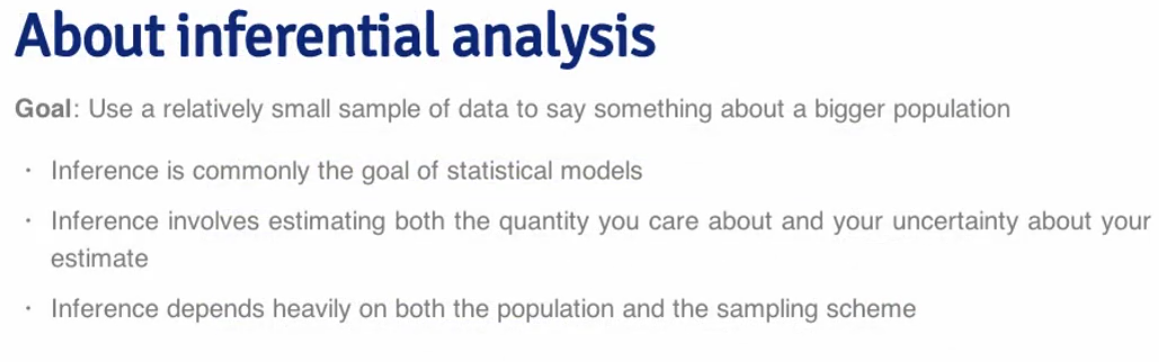 About inferential analysis
Goal: Use a relatively small sample of data to say something about a bigger population
· Inference is commonly the goal of statistical models
· Inference involves estimating both the quantity you care about and your uncertainty about your
estimate
· Inference depends heavily on both the population and the sampling scheme